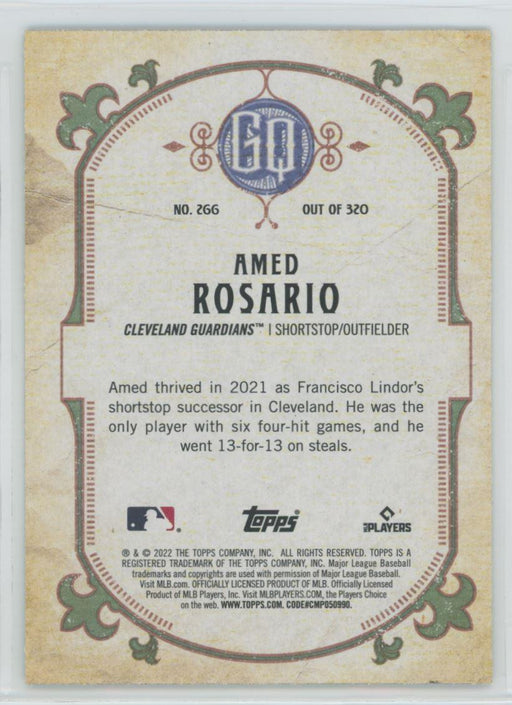 GQ
NO. 266 OUT OF 320
AMED
ROSARIO
CLEVELAND GUARDIANS™ | SHORTSTOP/OUTFIELDER
Amed thrived in 2021 as Francisco Lindor's
shortstop successor in Cleveland. He was the
only player with six four-hit games, and he
went 13-for-13 on steals.
topps
MLB PLAYERS
® & © 2022 THE TOPPS COMPANY, INC. ALL RIGHTS RESERVED. TOPPS IS A
REGISTERED TRADEMARK OF THE TOPPS COMPANY, INC. Major League Baseball
trademarks and copyrights are used with permission of Major League Baseball.
Visit MLB.com. OFFICIALLY LICENSED PRODUCT OF MLB. Officially Licensed
Product of MLB Players, Inc. Visit MLBPLAYERS.COM, the Players Choice
on the web. WWW.TOPPS.COM. CODE#CMP050990.